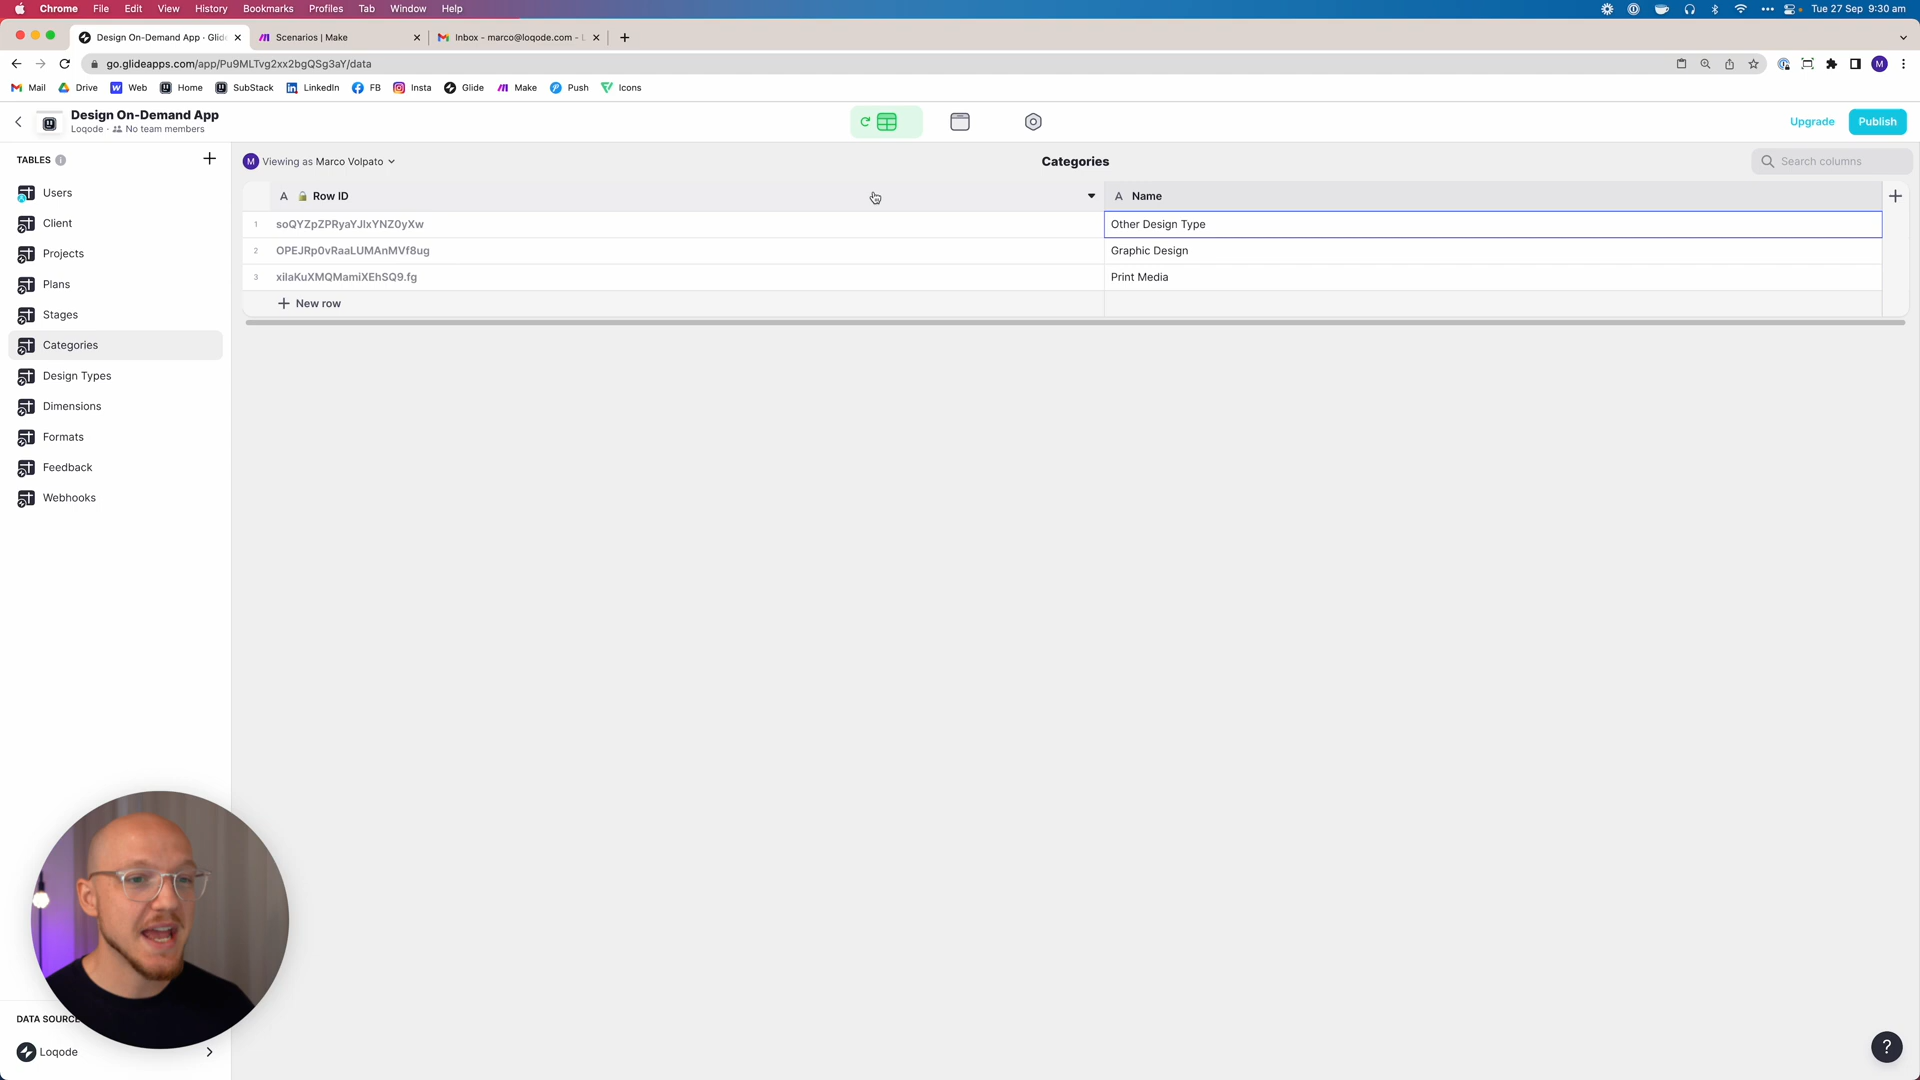 Chrome File Edit View History Bookmarks Profiles Tab Window Help Tue 27 Sep 9:30 am
Design On-Demand App · Glide Scenarios | Make Inbox - marco@loqode.com -
go.glideapps.com/app/Pu9MLTvg2xx2bgQSg3aY/data M
Mail Drive Web Home SubStack LinkedIn FB Insta Glide Make Push Icons
Design On-Demand App
Loqode · No team members
Upgrade Publish
TABLES
M Viewing as Marco Volpato
Categories
Search columns
Users
Client
Projects
Plans
Stages
Categories
Design Types
Dimensions
Formats
Feedback
Webhooks
A Row ID A Name
1 soQYZpZPRyaYJlxYNZ0yXw Other Design Type
2 OPEJRp0vRaaLUMAnMVf8ug Graphic Design
3 xilaKuXMQMamiXEhSQ9.fg Print Media
New row
DATA SOURC
Loqode
?